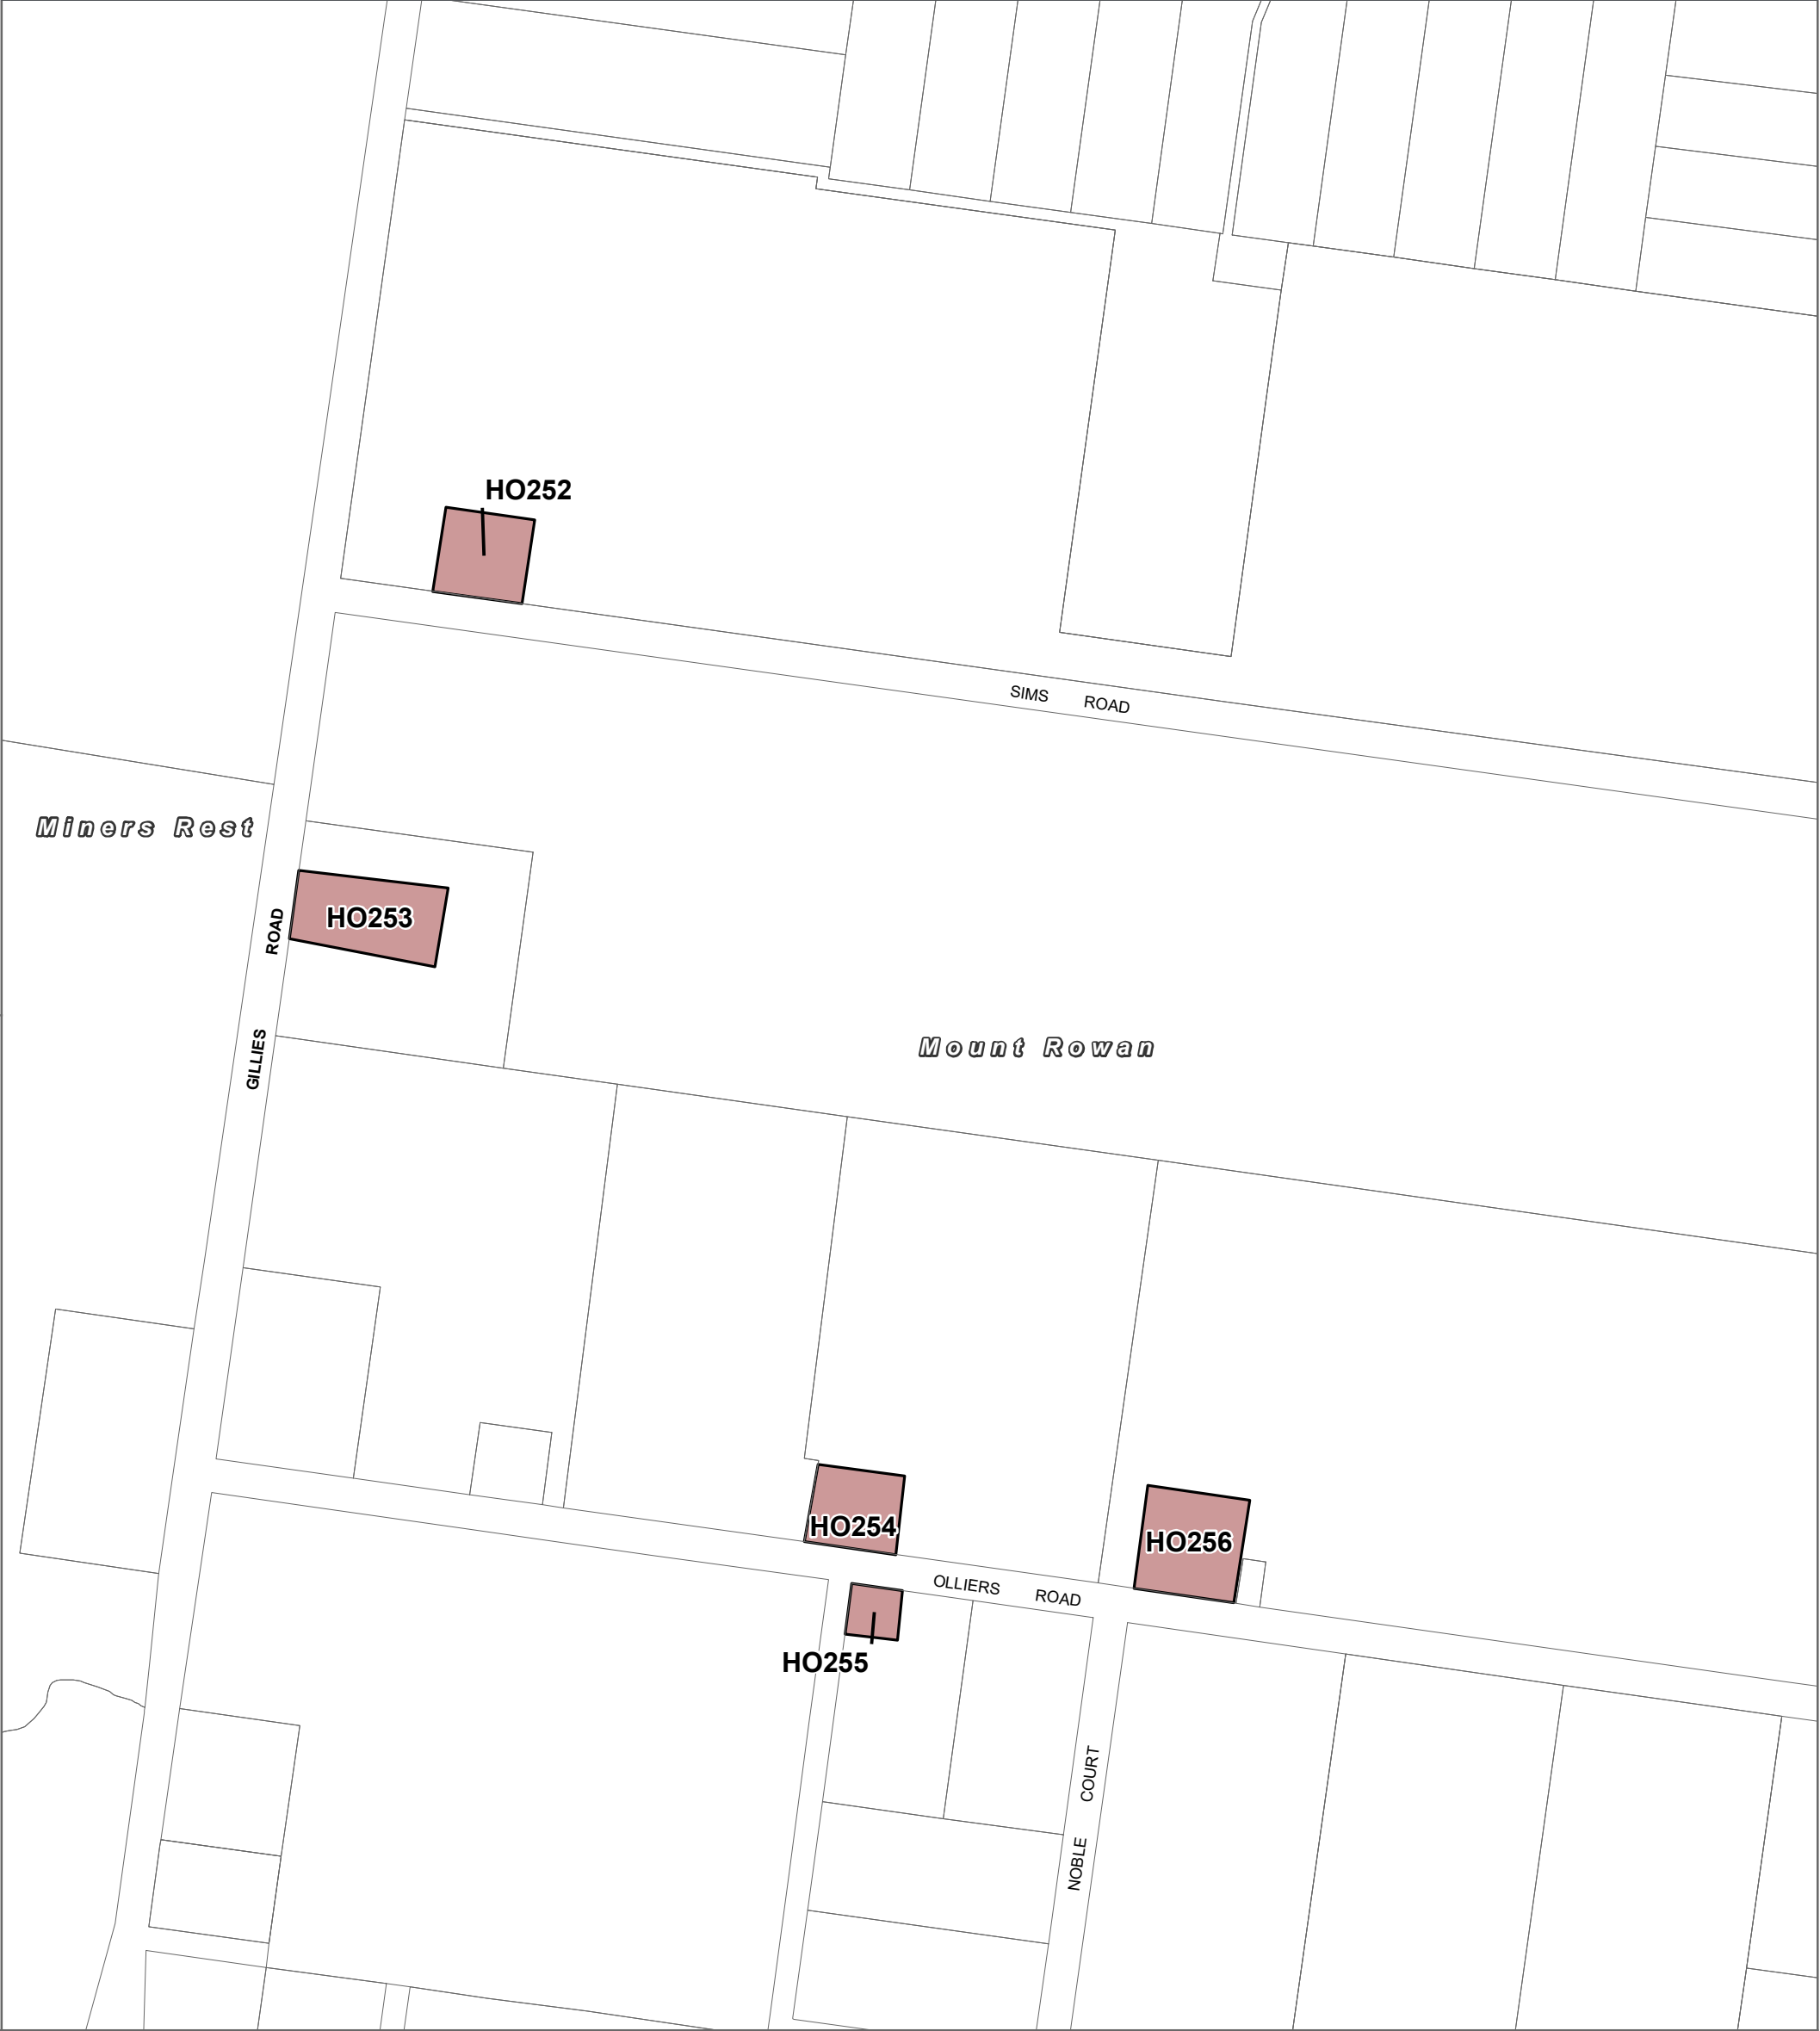 HO252
SIMS ROAD
Miners Rest
HO253
GILLIES ROAD
Mount Rowan
HO254
HO256
OLLIERS ROAD
HO255
NOBLE COURT